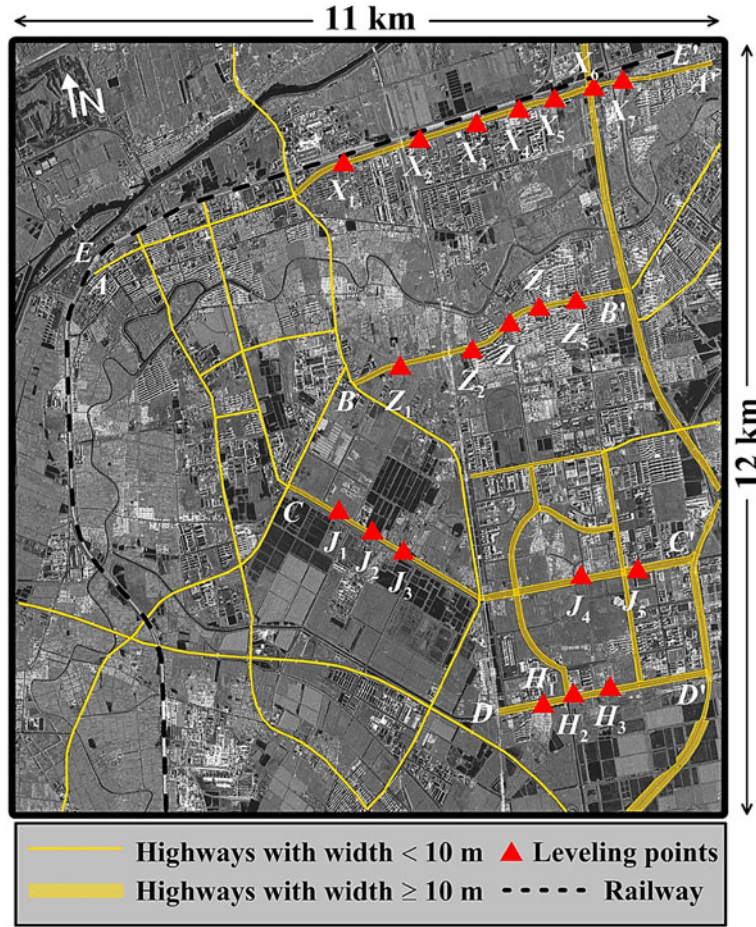 11 km
12 km
N
E'
A'
X6
X7
X5
X4
X3
X2
X1
E
A
Z4
B'
Z5
Z3
Z2
Z1
B
C
J1
J2
J3
C'
J4
J5
H1
D'
D
H2
H3
Highways with width < 10 m
Leveling points
Highways with width ≥ 10 m
Railway